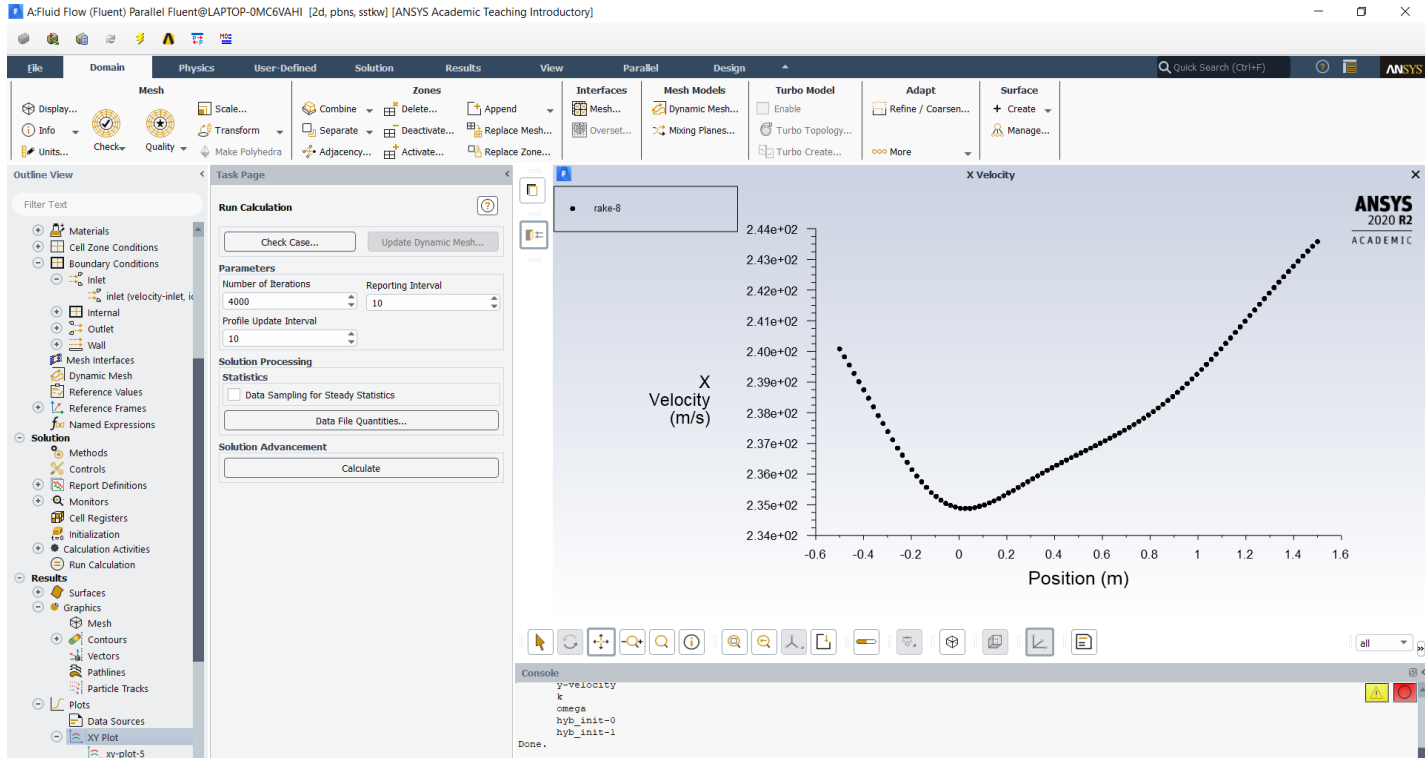 A:Fluid Flow (Fluent) Parallel Fluent@LAPTOP-0MC6VAHI [2d, pbns, sstkw] [ANSYS Academic Teaching Introductory]
File Domain Physics User-Defined Solution Results View Parallel Design Quick Search (Ctrl+F) ANSYS
Mesh Zones Interfaces Mesh Models Turbo Model Adapt Surface
Display... Scale... Combine Delete... Append Mesh... Dynamic Mesh... Enable Refine / Coarsen... Create
Info Transform Separate Deactivate... Replace Mesh... Overset... Mixing Planes... Turbo Topology... Manage...
Units... Check Quality Make Polyhedra Adjacency... Activate... Replace Zone... Turbo Create... More
Outline View
Filter Text
Materials
Cell Zone Conditions
Boundary Conditions
Inlet
inlet (velocity-inlet, ic
Internal
Outlet
Wall
Mesh Interfaces
Dynamic Mesh
Reference Values
Reference Frames
Named Expressions
Solution
Methods
Controls
Report Definitions
Monitors
Cell Registers
Initialization
Calculation Activities
Run Calculation
Results
Surfaces
Graphics
Mesh
Contours
Vectors
Pathlines
Particle Tracks
Plots
Data Sources
XY Plot
xy-plot-5
Task Page
Run Calculation
Check Case... Update Dynamic Mesh...
Parameters
Number of Iterations Reporting Interval
4000 10
Profile Update Interval
10
Solution Processing
Statistics
Data Sampling for Steady Statistics
Data File Quantities...
Solution Advancement
Calculate
X Velocity
rake-8
ANSYS
2020 R2
ACADEMIC
2.44e+02
2.43e+02
2.42e+02
2.41e+02
2.40e+02
2.39e+02
2.38e+02
2.37e+02
2.36e+02
2.35e+02
2.34e+02
X
Velocity
(m/s)
-0.6 -0.4 -0.2 0 0.2 0.4 0.6 0.8 1 1.2 1.4 1.6
Position (m)
all
Console
y-velocity
k
omega
hyb_init-0
hyb_init-1
Done.